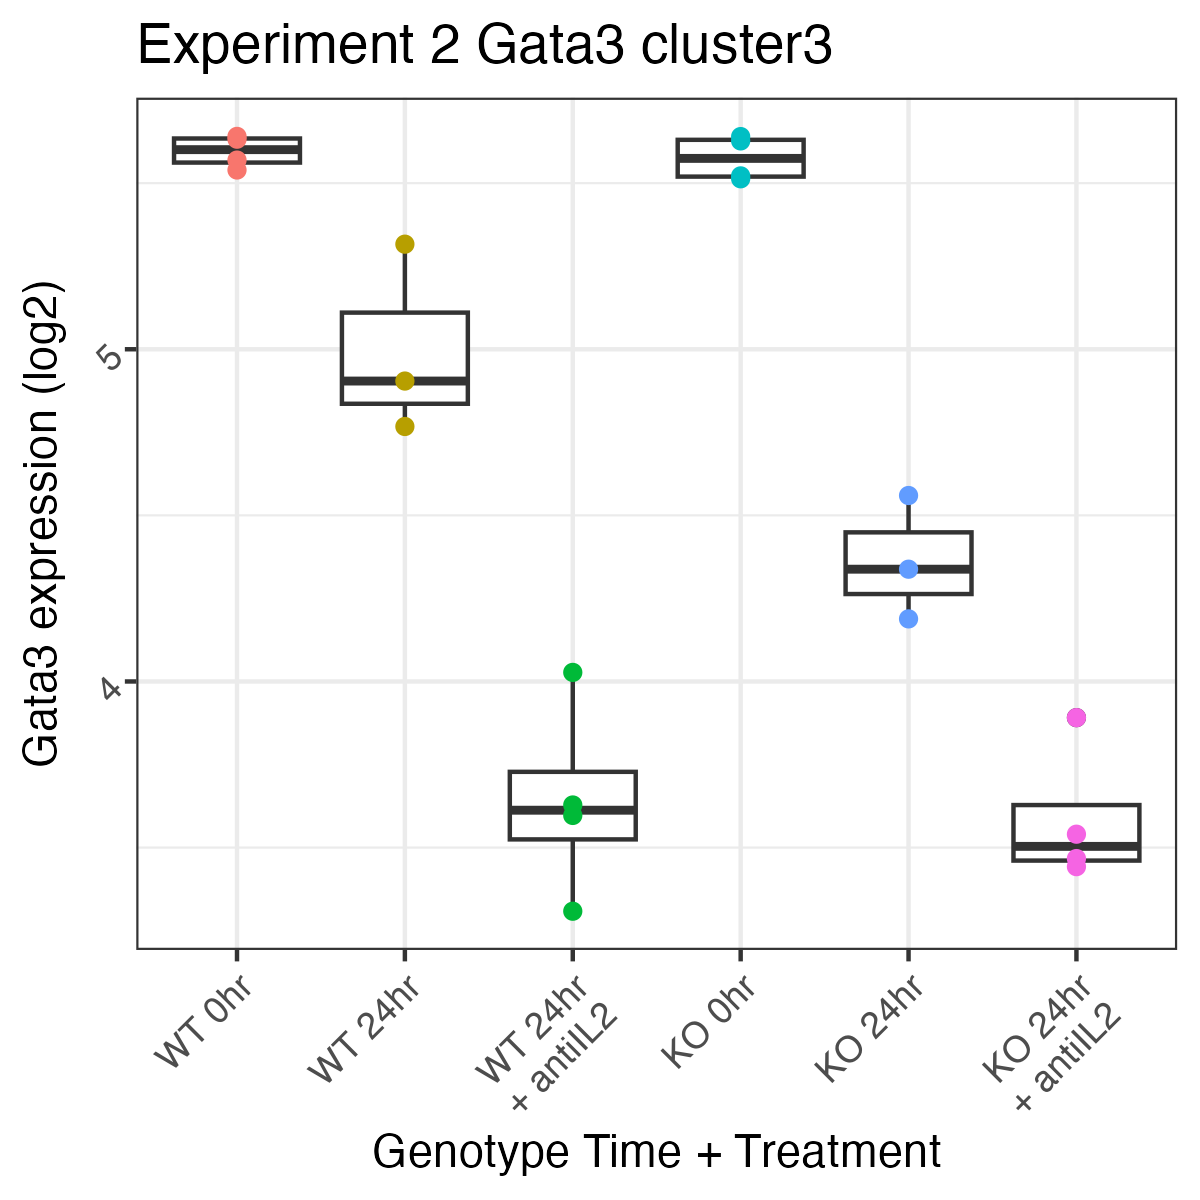 Experiment 2 Gata3 cluster3
Gata3 expression (log2)
5
4
WT 0hr
WT 24hr
WT 24hr
+ antiIL2
KO 0hr
KO 24hr
KO 24hr
+ antiIL2
Genotype Time + Treatment